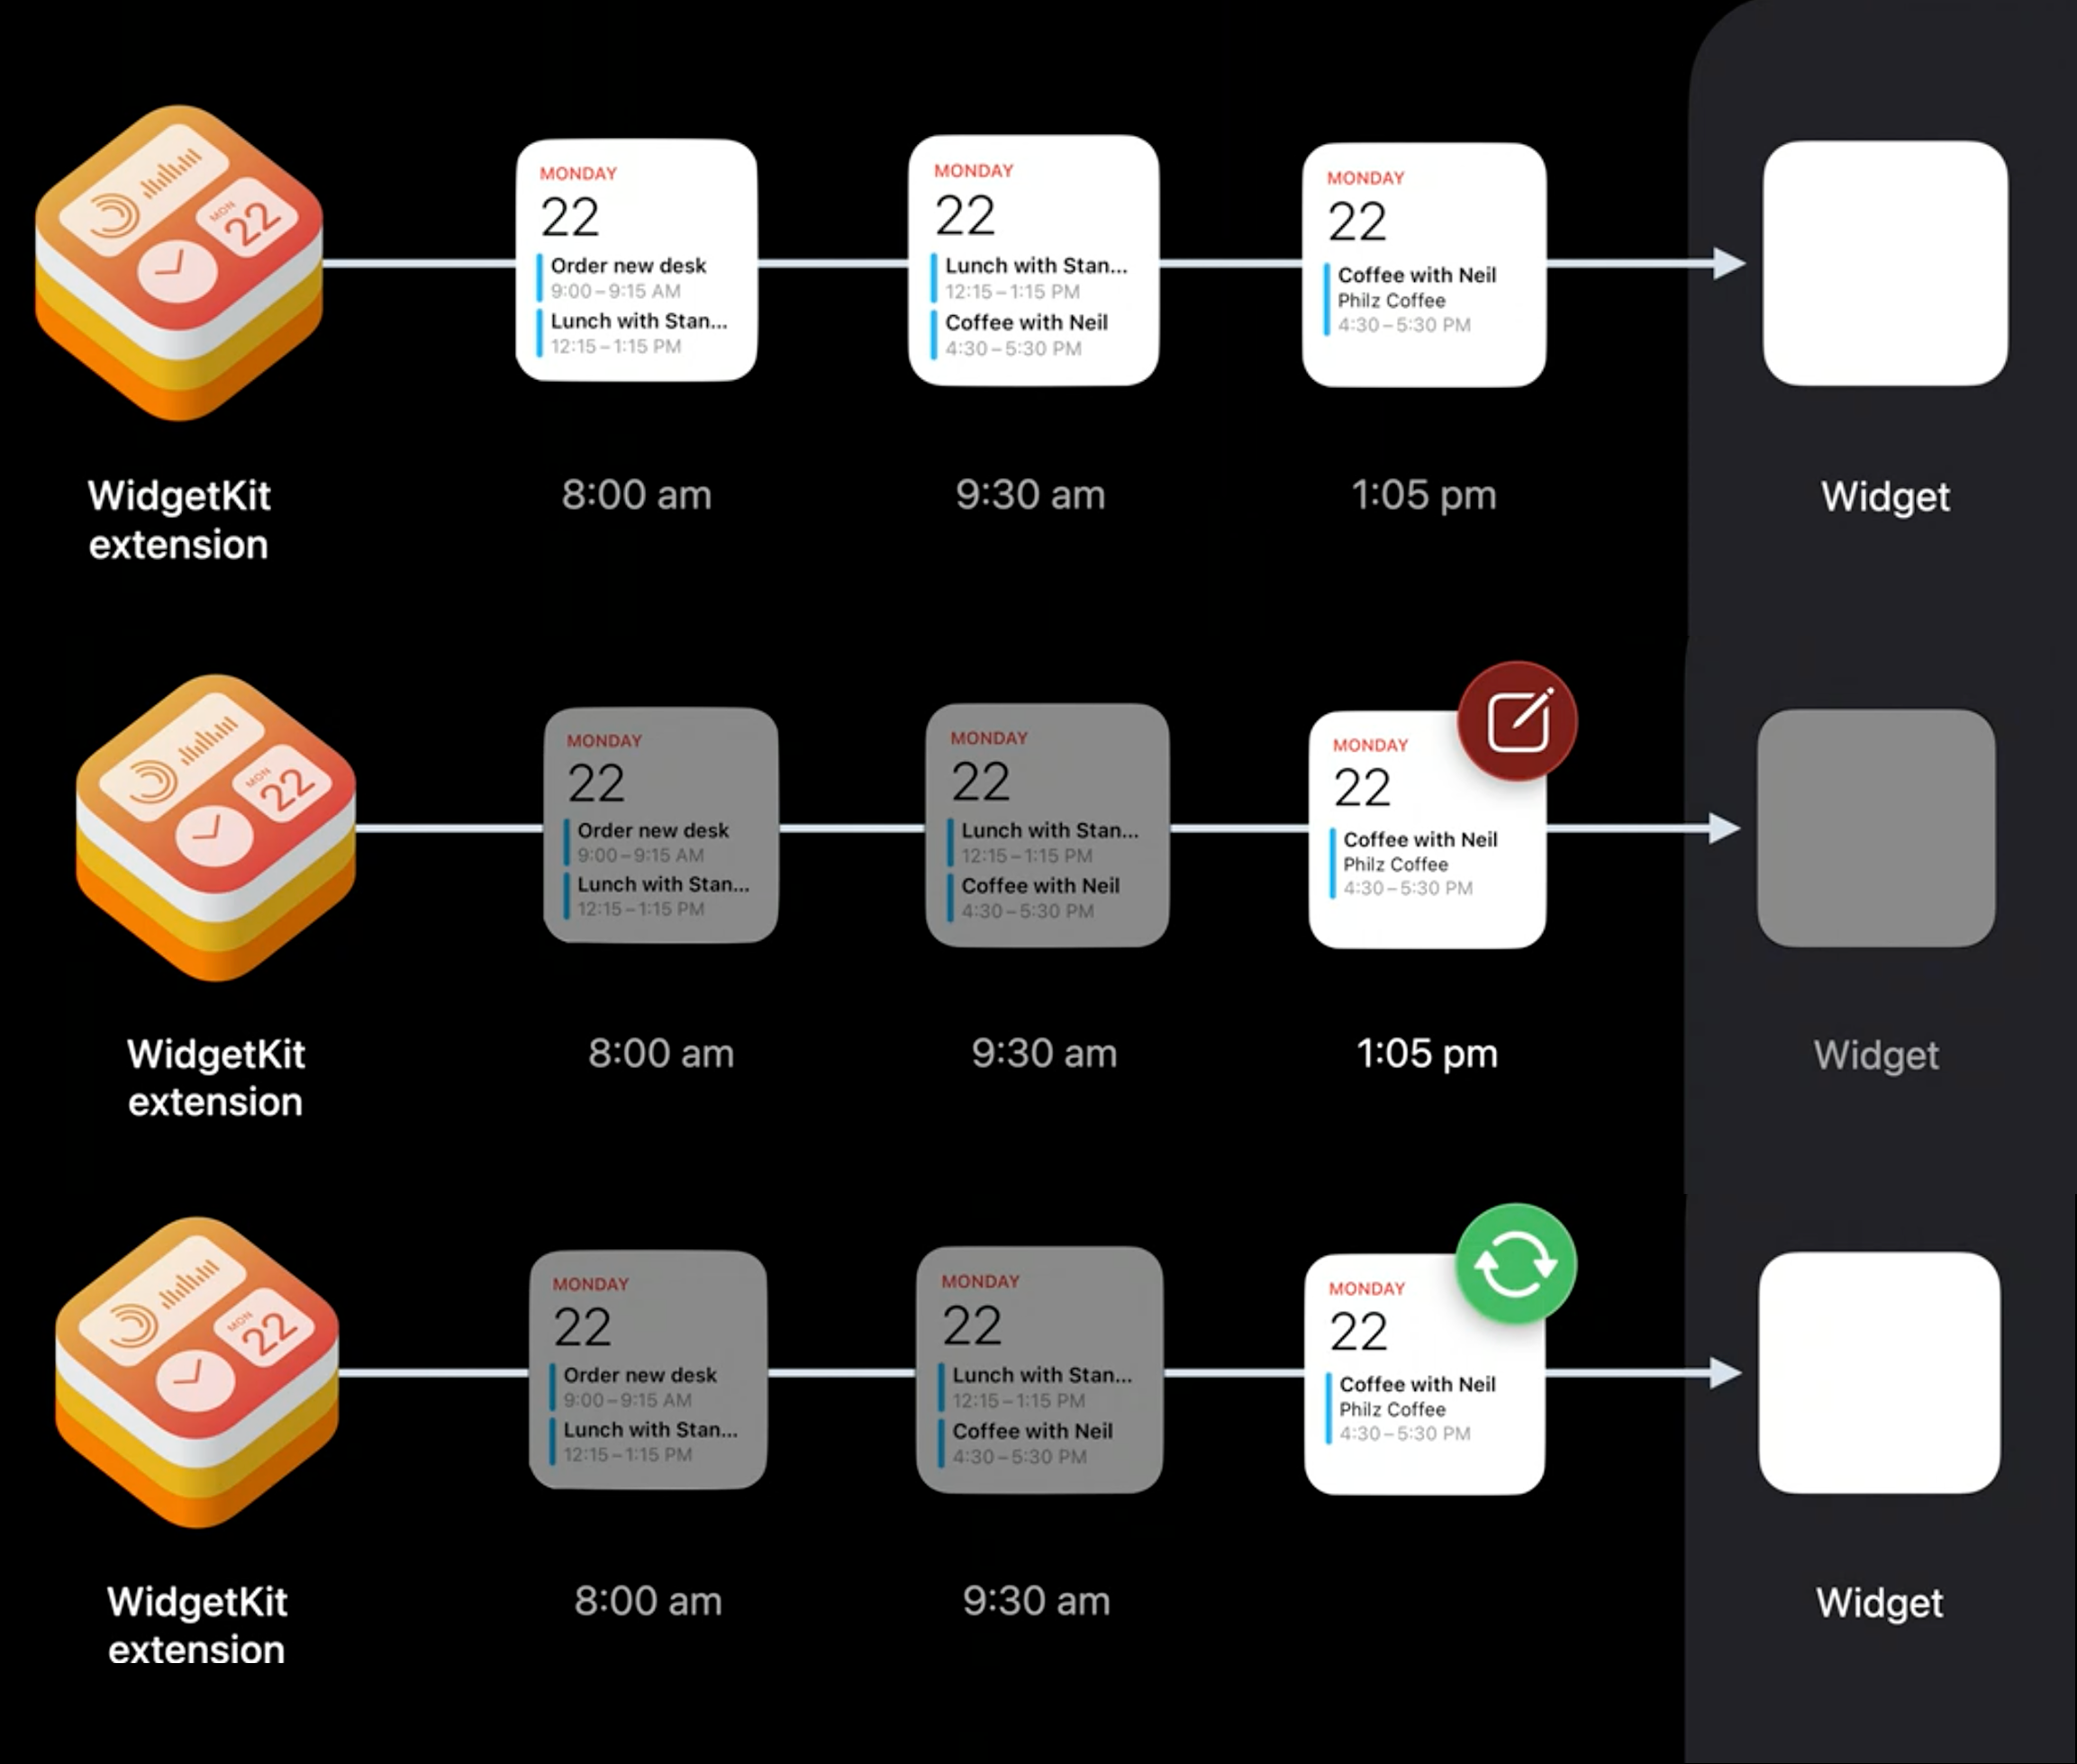 MON
22
MONDAY
22
Order new desk
9:00–9:15 AM
Lunch with Stan...
12:15–1:15 PM
MONDAY
22
Lunch with Stan...
12:15–1:15 PM
Coffee with Neil
4:30–5:30 PM
MONDAY
22
Coffee with Neil
Philz Coffee
4:30–5:30 PM
WidgetKit
extension
8:00 am
9:30 am
1:05 pm
Widget
MON
22
MONDAY
22
Order new desk
9:00–9:15 AM
Lunch with Stan...
12:15–1:15 PM
MONDAY
22
Lunch with Stan...
12:15–1:15 PM
Coffee with Neil
4:30–5:30 PM
MONDAY
22
Coffee with Neil
Philz Coffee
4:30–5:30 PM
WidgetKit
extension
8:00 am
9:30 am
1:05 pm
Widget
MON
22
MONDAY
22
Order new desk
9:00–9:15 AM
Lunch with Stan...
12:15–1:15 PM
MONDAY
22
Lunch with Stan...
12:15–1:15 PM
Coffee with Neil
4:30–5:30 PM
MONDAY
22
Coffee with Neil
Philz Coffee
4:30–5:30 PM
WidgetKit
extension
8:00 am
9:30 am
Widget